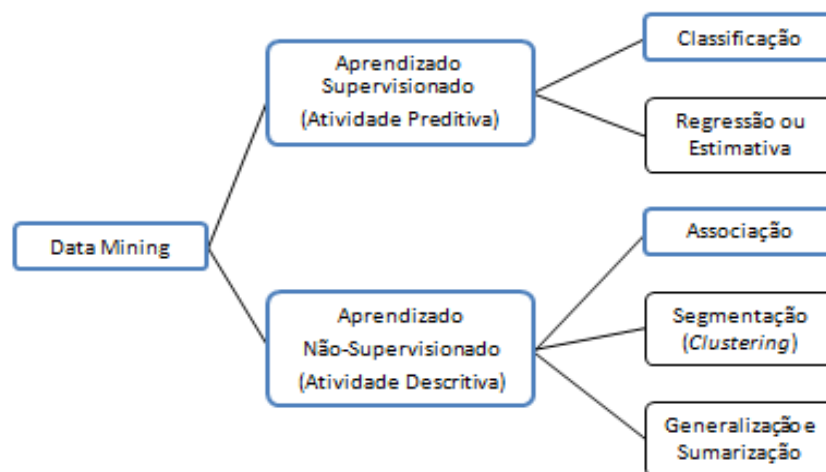 Data Mining
Aprendizado
Supervisionado
(Atividade Preditiva)
Classificação
Regressão ou
Estimativa
Aprendizado
Não-Supervisionado
(Atividade Descritiva)
Associação
Segmentação
(Clustering)
Generalização e
Sumarização